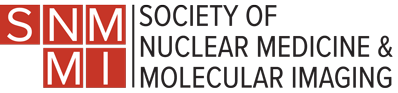 SNM
MI
SOCIETY OF
NUCLEAR MEDICINE &
MOLECULAR IMAGING